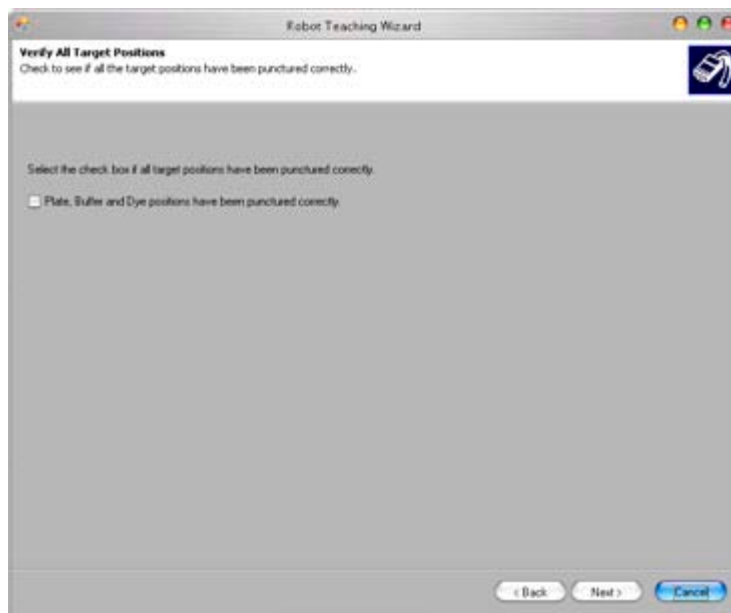 Robot Teaching Wizard
Verify All Target Positions
Check to see if all the target positions have been punctured correctly.
Select the check box if all target positions have been punctured correctly.
Plate, Buffer and Dye positions have been punctured correctly.
< Back
Next >
Cancel